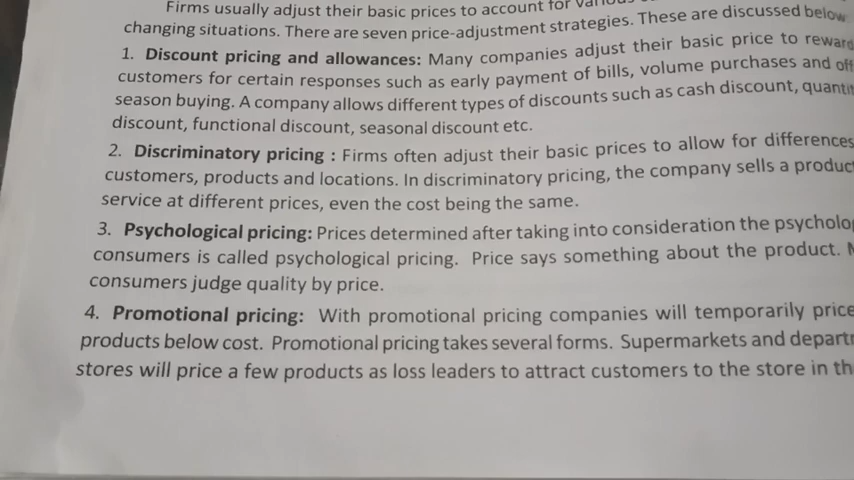 Firms usually adjust their basic prices to account for
changing situations. There are seven price-adjustment strategies. These are discussed below
1. Discount pricing and allowances: Many companies adjust their basic price to reward
customers for certain responses such as early payment of bills, volume purchases and off
season buying. A company allows different types of discounts such as cash discount,
discount, functional discount, seasonal discount etc.
2. Discriminatory pricing : Firms often adjust their basic prices to allow for differences
customers, products and locations. In discriminatory pricing, the company sells a product
service at different prices, even the cost being the same.
3. Psychological pricing: Prices determined after taking into consideration the
consumers is called psychological pricing. Price says something about the product.
consumers judge quality by price.
4. Promotional pricing: With promotional pricing companies will temporarily price
products below cost. Promotional pricing takes several forms. Supermarkets and
stores will price a few products as loss leaders to attract customers to the store in